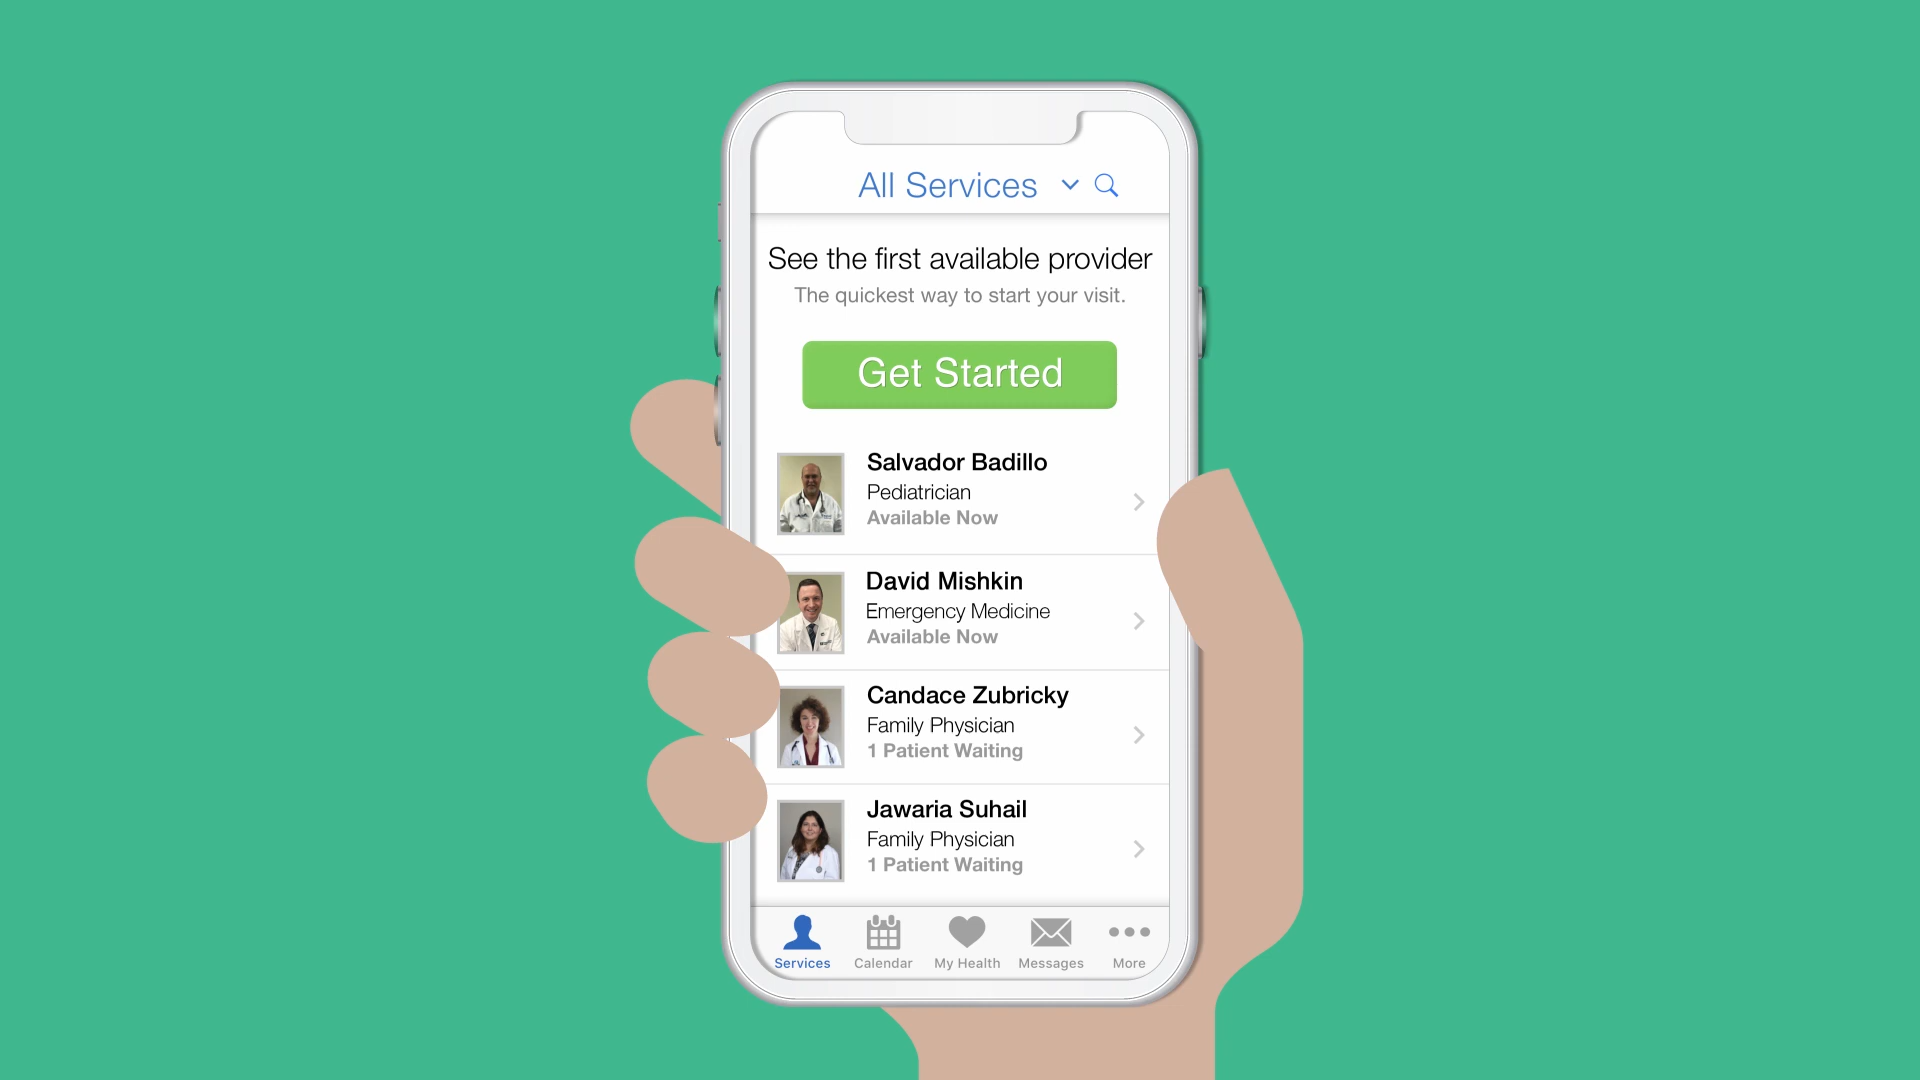 All Services
See the first available provider
The quickest way to start your visit.
Get Started
Salvador Badillo
Pediatrician
Available Now
David Mishkin
Emergency Medicine
Available Now
Candace Zubricky
Family Physician
1 Patient Waiting
Jawaria Suhail
Family Physician
1 Patient Waiting
Services Calendar My Health Messages More